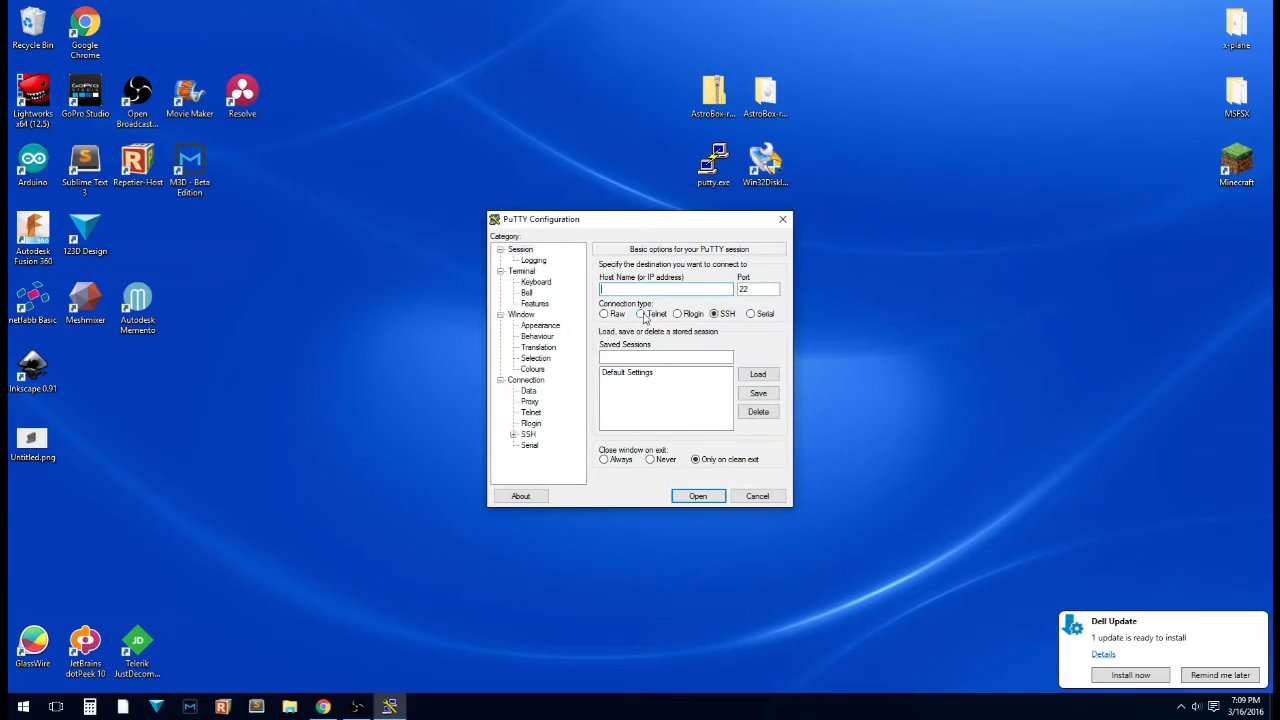 Recycle Bin
Google
Chrome
x-plane
Lightworks
x64 (12.5)
GoPro Studio
Open
Broadcast...
Movie Maker
Resolve
AstroBox-r...
AstroBox-r...
MSFSX
Arduino
Sublime Text
3
Repetier-Host
M3D - Beta
Edition
putty.exe
Win32DiskI...
Minecraft
Autodesk
Fusion 360
123D Design
netfabb Basic
Meshmixer
Autodesk
Memento
Inkscape 0.91
Untitled.png
GlassWire
JetBrains
dotPeek 10
Telerik
JustDecom...
PuTTY Configuration
Category:
Session
Logging
Terminal
Keyboard
Bell
Features
Window
Appearance
Behaviour
Translation
Selection
Colours
Connection
Data
Proxy
Telnet
Rlogin
SSH
Serial
Basic options for your PuTTY session
Specify the destination you want to connect to
Host Name (or IP address) Port
22
Connection type:
Raw Telnet Rlogin SSH Serial
Load, save or delete a stored session
Saved Sessions
Default Settings
Load
Save
Delete
Close window on exit:
Always Never Only on clean exit
About Open Cancel
Dell Update
1 update is ready to install
Details
Install now Remind me later
7:09 PM
3/16/2016